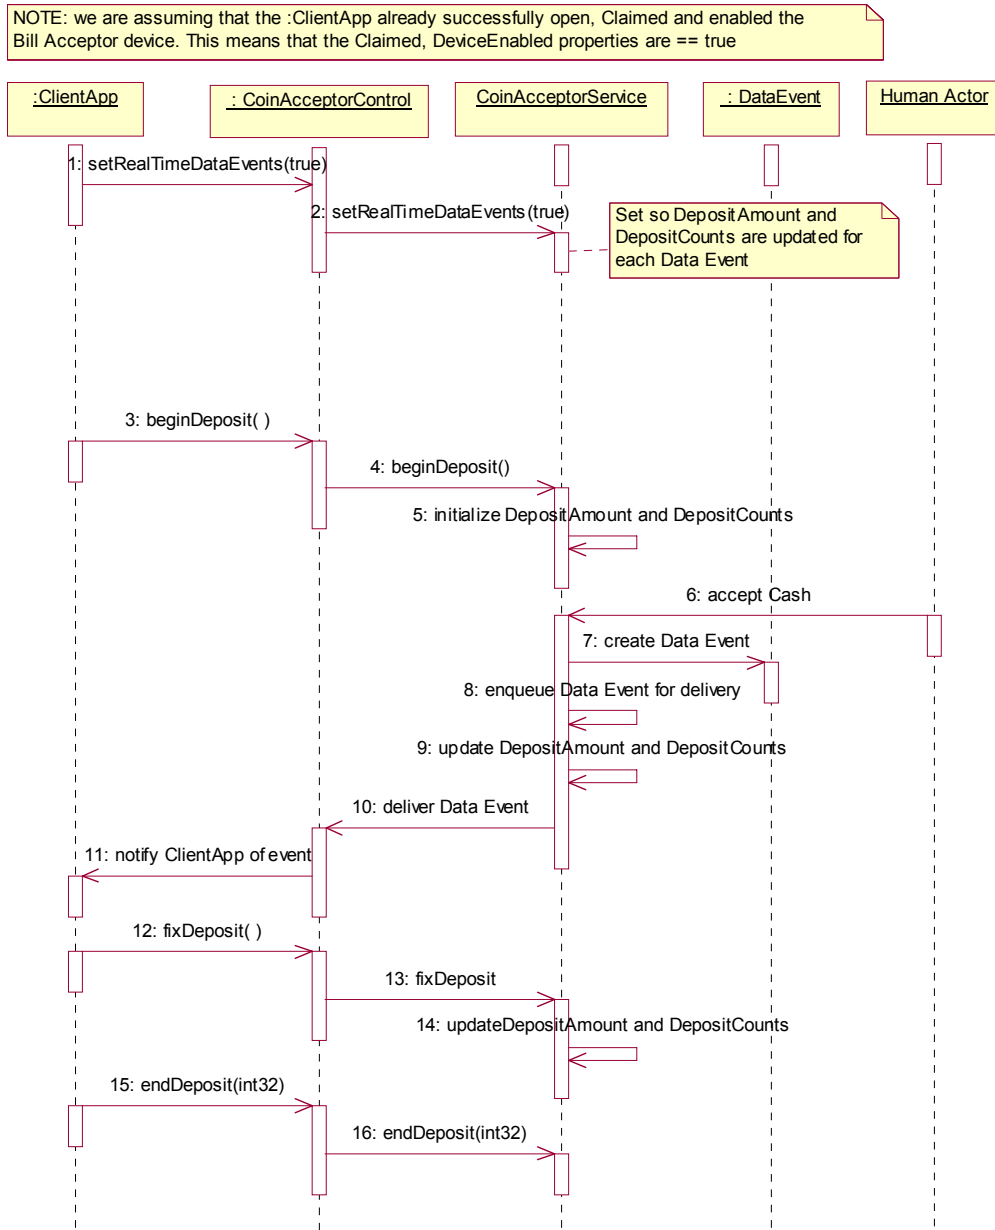 NOTE: we are assuming that the :ClientApp already successfully open, Claimed and enabled the
Bill Acceptor device. This means that the Claimed, DeviceEnabled properties are == true
:ClientApp
: CoinAcceptorControl
CoinAcceptorService
: DataEvent
Human Actor
1: setRealTimeDataEvents(true)
2: setRealTimeDataEvents(true)
Set so DepositAmount and
DepositCounts are updated for
each Data Event
3: beginDeposit( )
4: beginDeposit()
5: initialize DepositAmount and DepositCounts
6: accept Cash
7: create Data Event
8: enqueue Data Event for delivery
9: update DepositAmount and DepositCounts
10: deliver Data Event
11: notify ClientApp of event
12: fixDeposit( )
13: fixDeposit
14: updateDepositAmount and DepositCounts
15: endDeposit(int32)
16: endDeposit(int32)